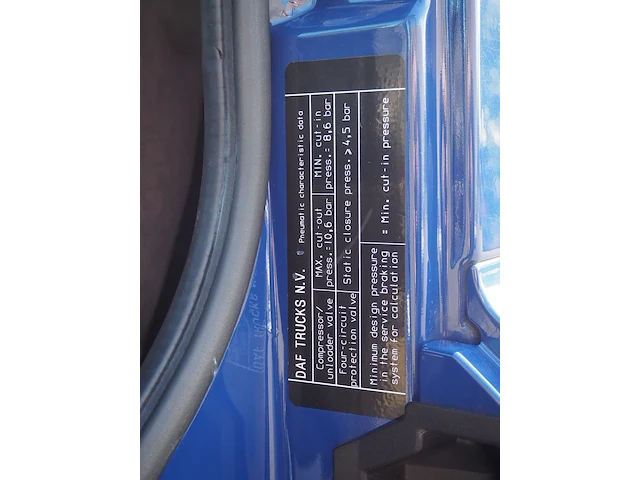 DAF TRUCKS N.V. Pneumatic characteristic data
Compressor/ MAX. cut-out MIN. cut-in
unloader valve press.=10,6 bar press.= 8,6 bar
Four-circuit
protection valve Static closure press. ⩾ 4,5 bar
Minimum design pressure
in the service braking = Min. cut-in pressure
system for calculation